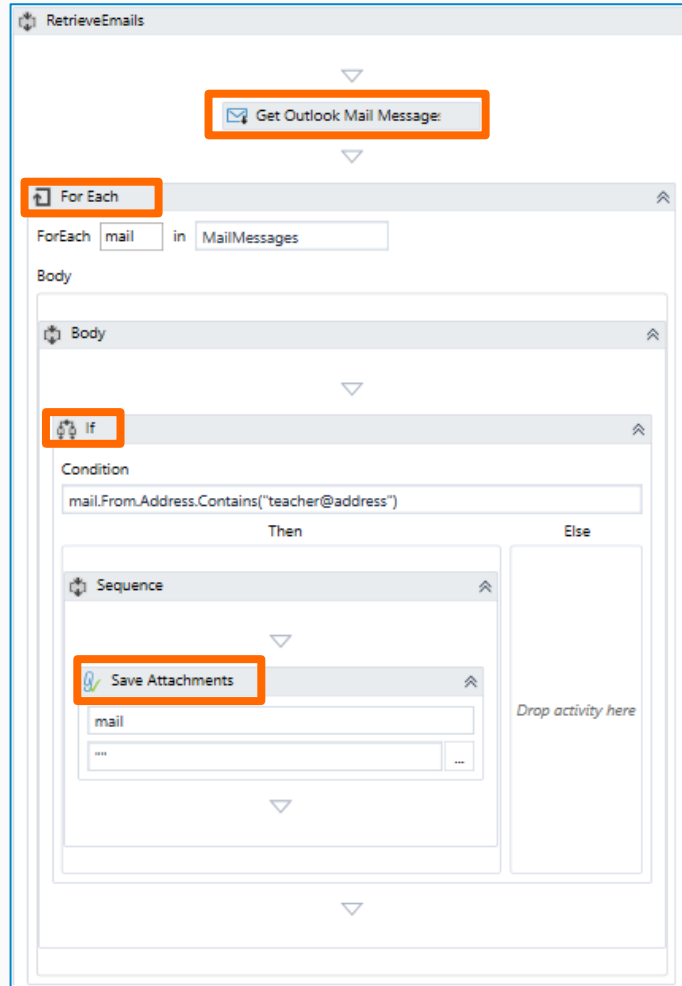 RetrieveEmails
Get Outlook Mail Message:
For Each
ForEach mail in MailMessages
Body
Body
If
Condition
mail.From.Address.Contains("teacher@address")
Then Else
Sequence
Save Attachments
mail
Drop activity here
"" ...